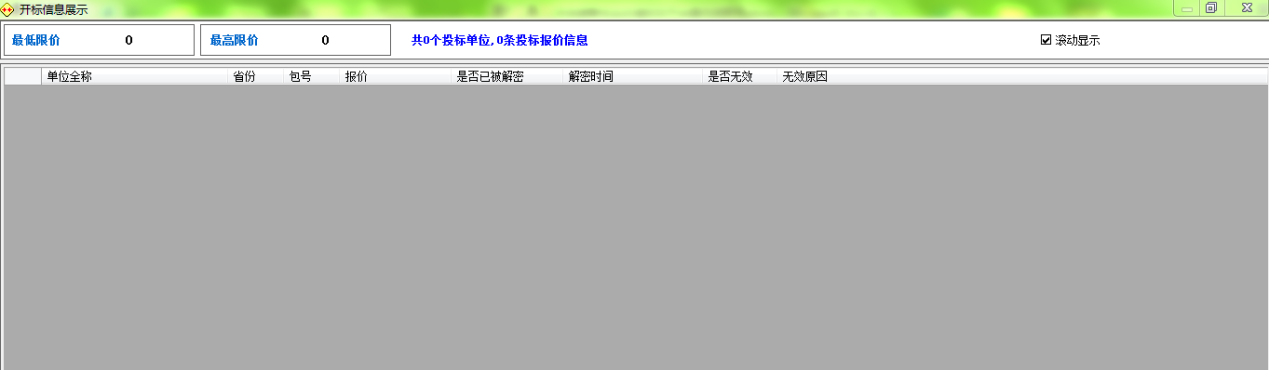 开标信息展示
最低限价 0 最高限价 0 共0个投标单位,0条投标报价信息 滚动显示
单位全称 省份 包号 报价 是否已被解密 解密时间 是否无效 无效原因